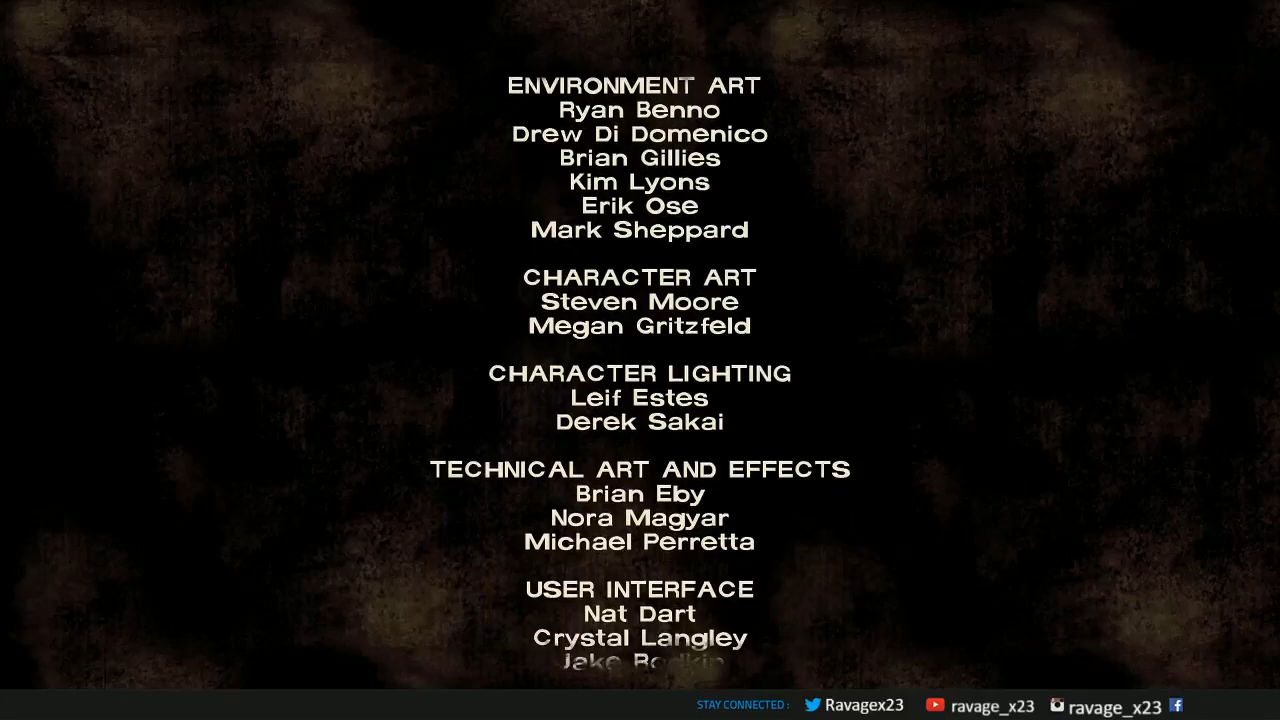 ENVIRONMENT ART
Ryan Benno
Drew Di Domenico
Brian Gillies
Kim Lyons
Erik Ose
Mark Sheppard
CHARACTER ART
Steven Moore
Megan Gritzfeld
CHARACTER LIGHTING
Leif Estes
Derek Sakai
TECHNICAL ART AND EFFECTS
Brian Eby
Nora Magyar
Michael Perretta
USER INTERFACE
Nat Dart
Crystal Langley
Jake Rodkin
STAY CONNECTED : Ravagex23 ravage_x23 ravage_x23